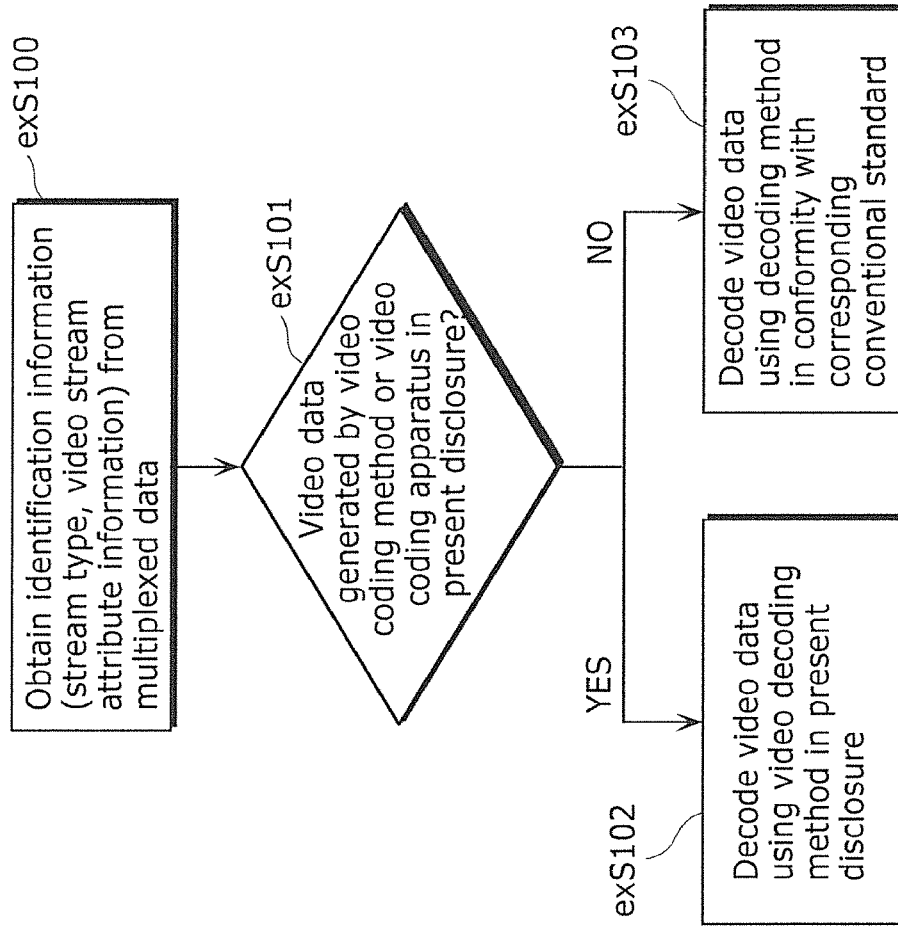 exS100
Obtain identification information
(stream type, video stream
attribute information) from
multiplexed data
exS101
Video data
generated by video
coding method or video
coding apparatus in
present disclosure?
YES
NO
exS102
Decode video data
using video decoding
method in present
disclosure
exS103
Decode video data
using decoding method
in conformity with
corresponding
conventional standard